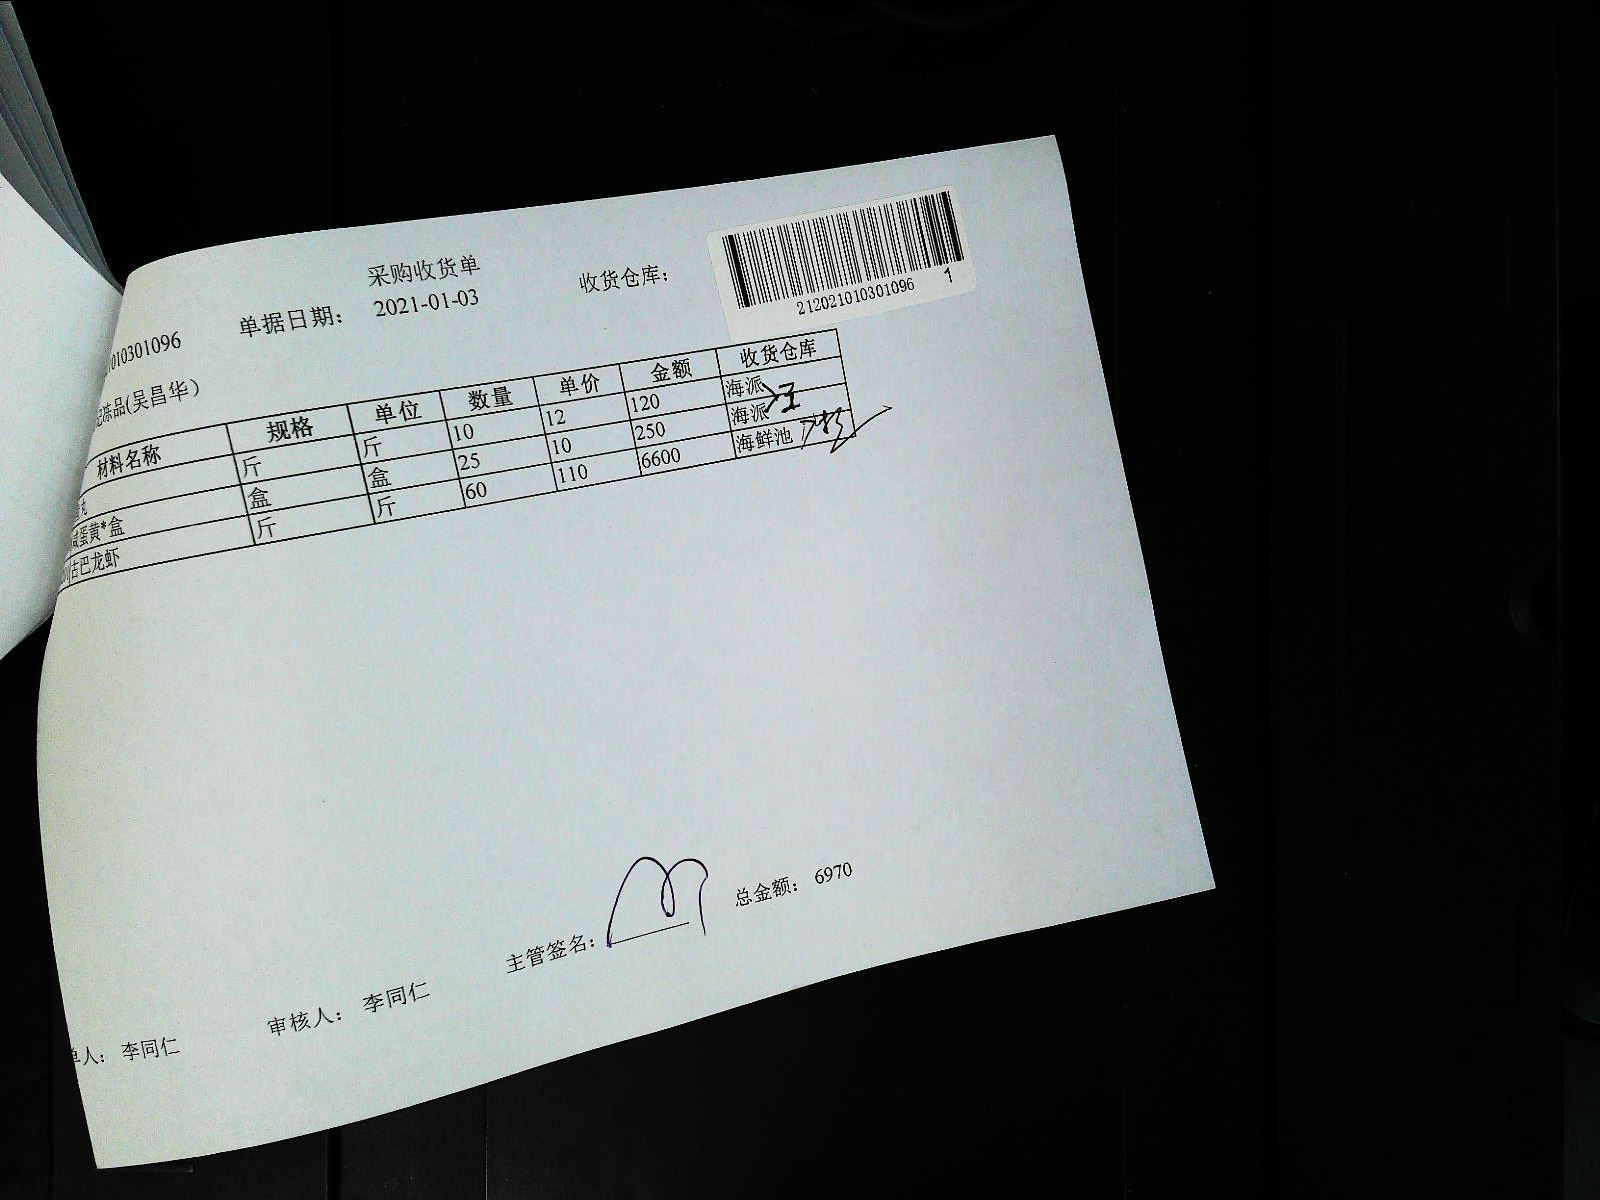 采购收货单
单据日期： 2021-01-03 收货仓库：
212021010301096 1
010301096
冻品(吴昌华)
材料名称 规格 单位 数量 单价 金额 收货仓库
斤 斤 10 12 120 海派
咸蛋黄*盒 盒 盒 25 10 250 海派
古巴龙虾 斤 斤 60 110 6600 海鲜池
主管签名： 总金额： 6970
单人： 李同仁 审核人： 李同仁